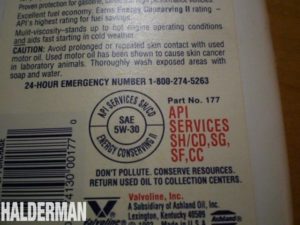 Proven protection for gasoline,
Excellent fuel economy. Earns Energy Conserving II rating -
API's highest rating for fuel savings.
Multi-viscosity-stands up to hot engine operating conditions
and aids fast starting in cold weather.
CAUTION: Avoid prolonged or repeated skin contact with used
motor oil. Used motor oil has been shown to cause skin cancer
in laboratory animals. Thoroughly wash exposed areas with
soap and water.
24-HOUR EMERGENCY NUMBER 1-800-274-5263
API SERVICES SH/CD
SAE
5W-30
ENERGY CONSERVING II
Part No. 177
API
SERVICES
SH/CD,SG,
SF,CC
DON'T POLLUTE. CONSERVE RESOURCES.
RETURN USED OIL TO COLLECTION CENTERS.
Valvoline
Valvoline, Inc.
A Subsidiary of Ashland Oil, Inc.
Lexington, Kentucky 40509
Ashland
HALDERMAN